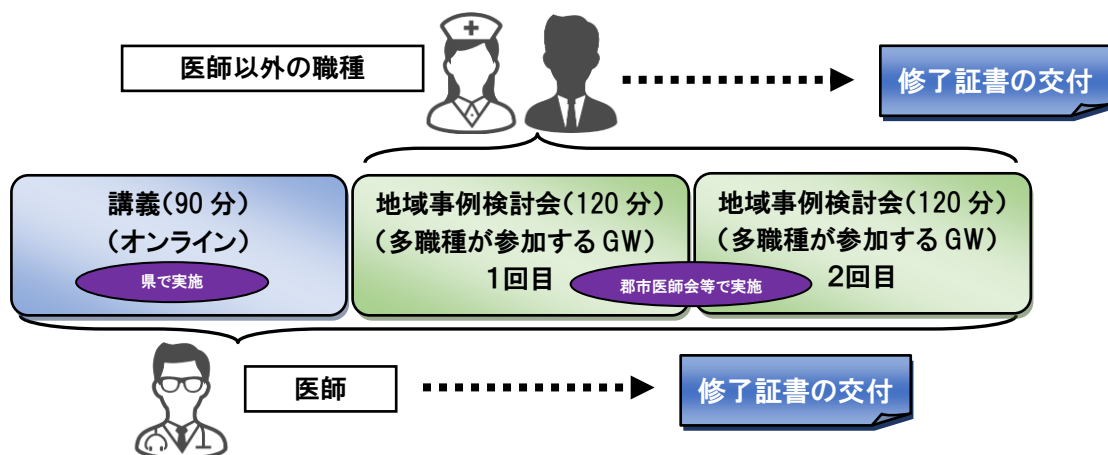 医師以外の職種
修了証書の交付
講義(90分)
(オンライン)
県で実施
地域事例検討会(120分)
(多職種が参加するGW)
1回目
地域事例検討会(120分)
(多職種が参加するGW)
2回目
郡市医師会等で実施
医師
修了証書の交付